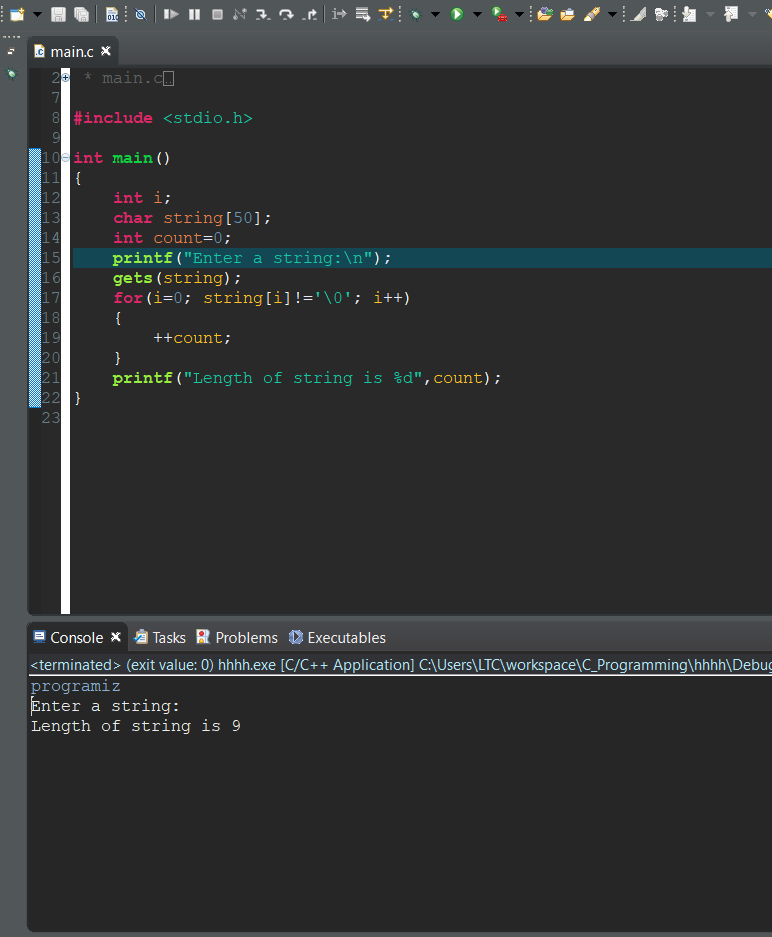 main.c
2 * main.c
7
8 #include <stdio.h>
9
10 int main()
11 {
12     int i;
13     char string[50];
14     int count=0;
15     printf("Enter a string:\n");
16     gets(string);
17     for(i=0; string[i]!='\0'; i++)
18     {
19         ++count;
20     }
21     printf("Length of string is %d",count);
22 }
23
Console Tasks Problems Executables
<terminated> (exit value: 0) hhhh.exe [C/C++ Application] C:\Users\LTC\workspace\C_Programming\hhhh\Debug
programiz
Enter a string:
Length of string is 9